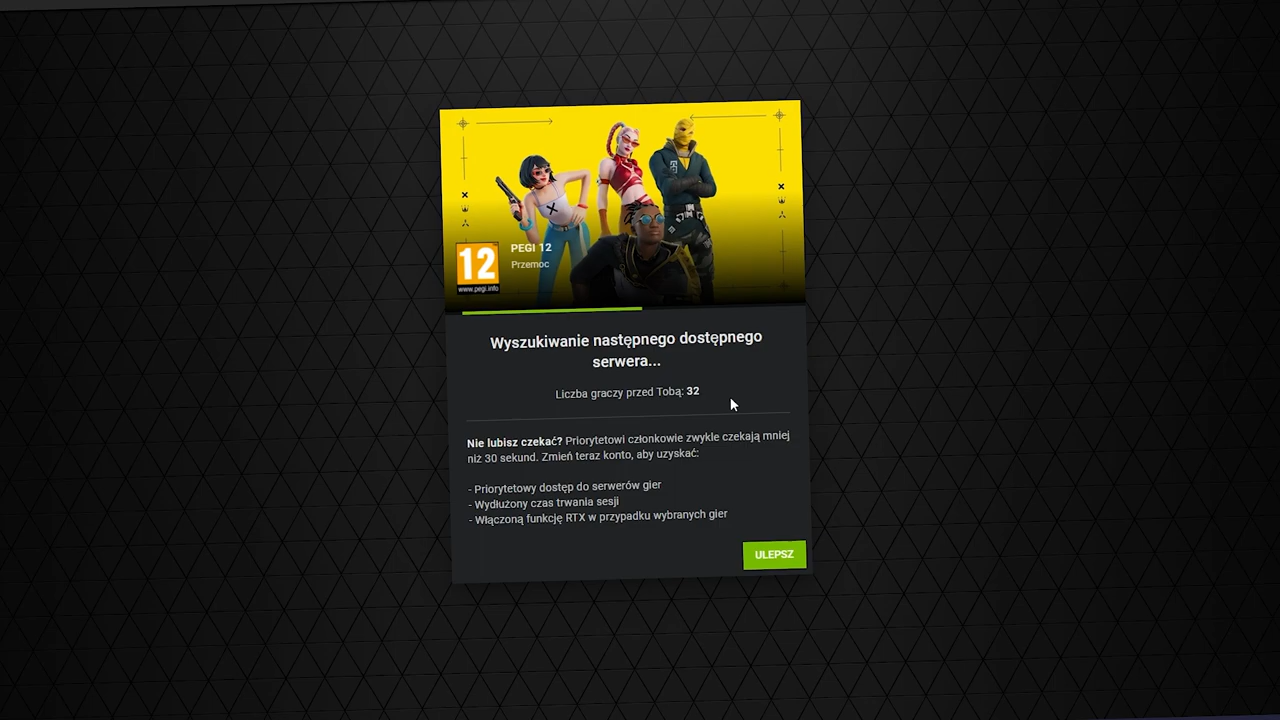 12
www.pegi.info
PEGI 12
Przemoc
Wyszukiwanie następnego dostępnego
serwera...
Liczba graczy przed Tobą: 32
Nie lubisz czekać? Priorytetowi członkowie zwykle czekają mniej
niż 30 sekund. Zmień teraz konto, aby uzyskać:
- Priorytetowy dostęp do serwerów gier
- Wydłużony czas trwania sesji
- Włączoną funkcję RTX w przypadku wybranych gier
ULEPSZ